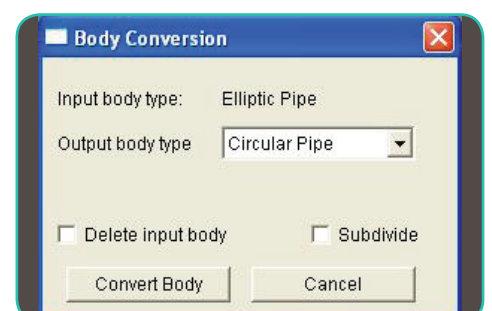 Body Conversion
Input body type: Elliptic Pipe
Output body type Circular Pipe
Delete input body Subdivide
Convert Body Cancel